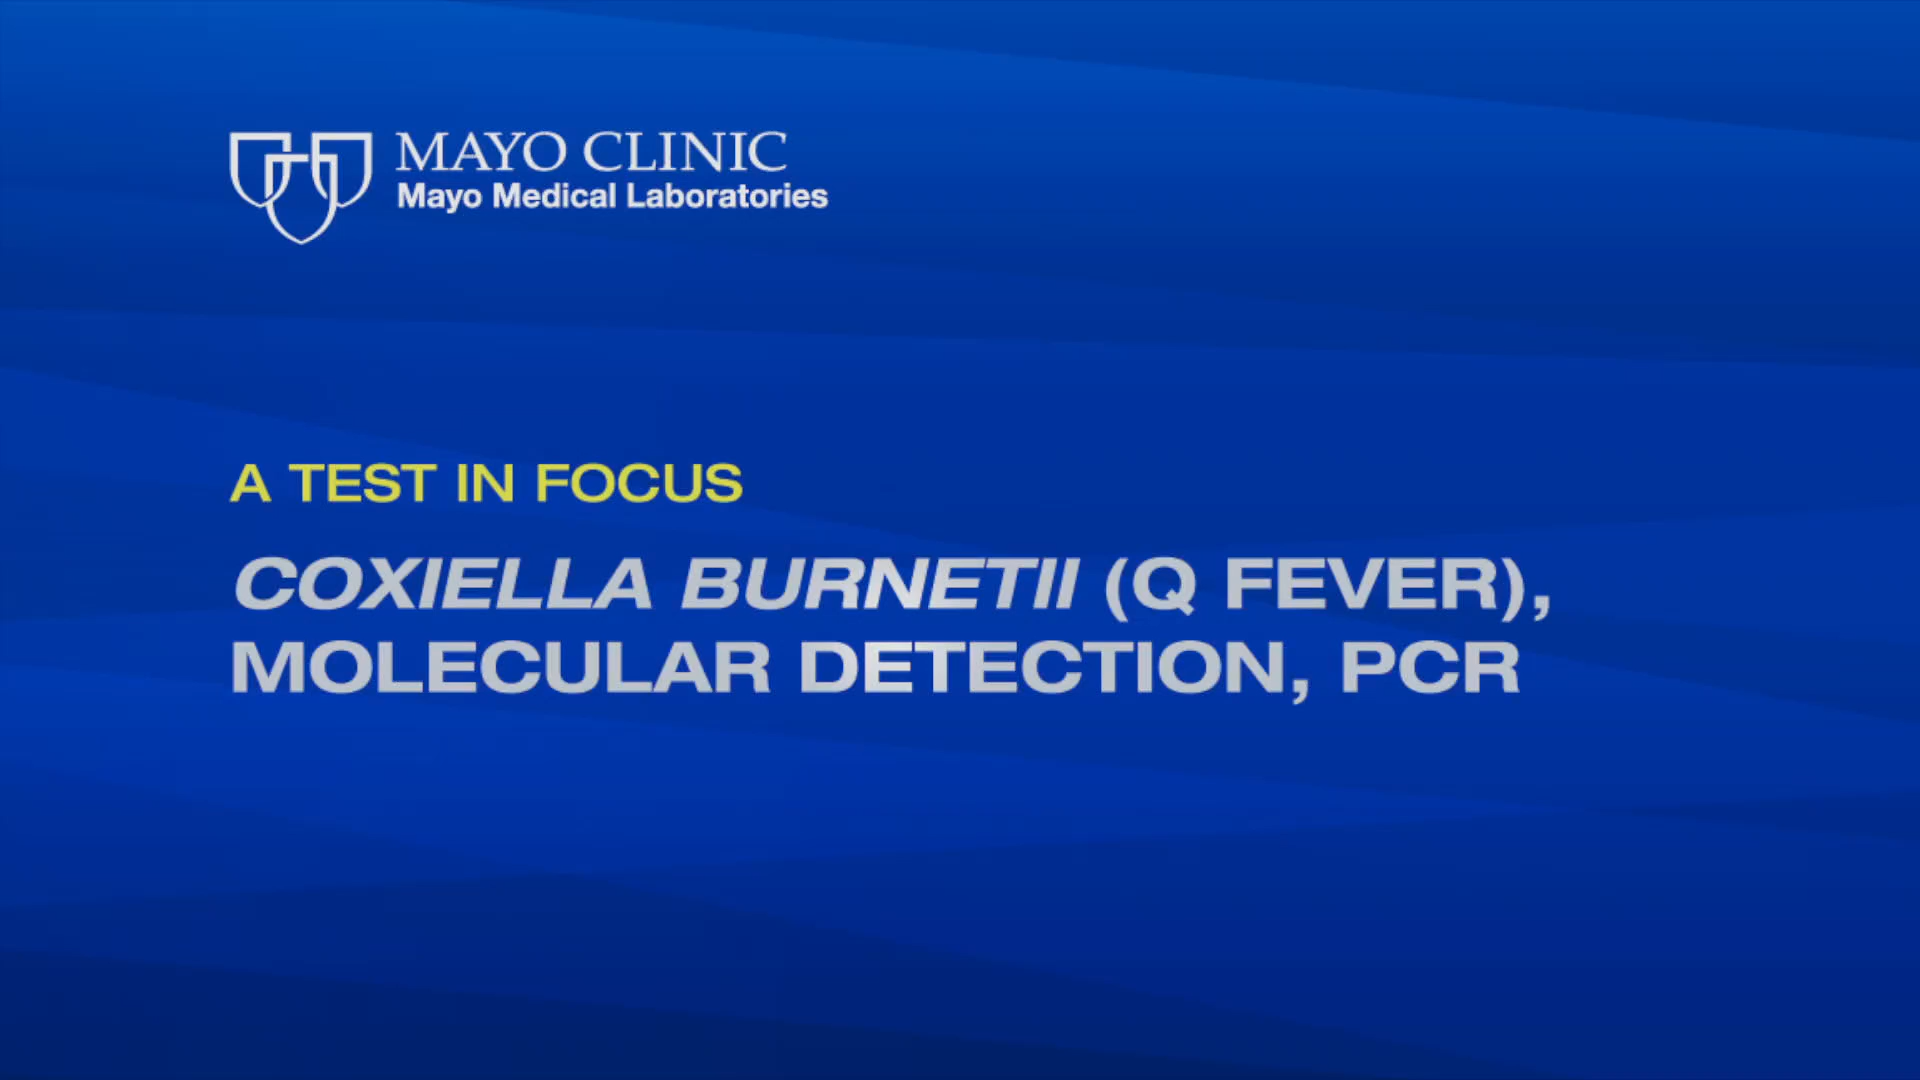 MAYO CLINIC
Mayo Medical Laboratories
A TEST IN FOCUS
COXIELLA BURNETII (Q FEVER),
MOLECULAR DETECTION, PCR